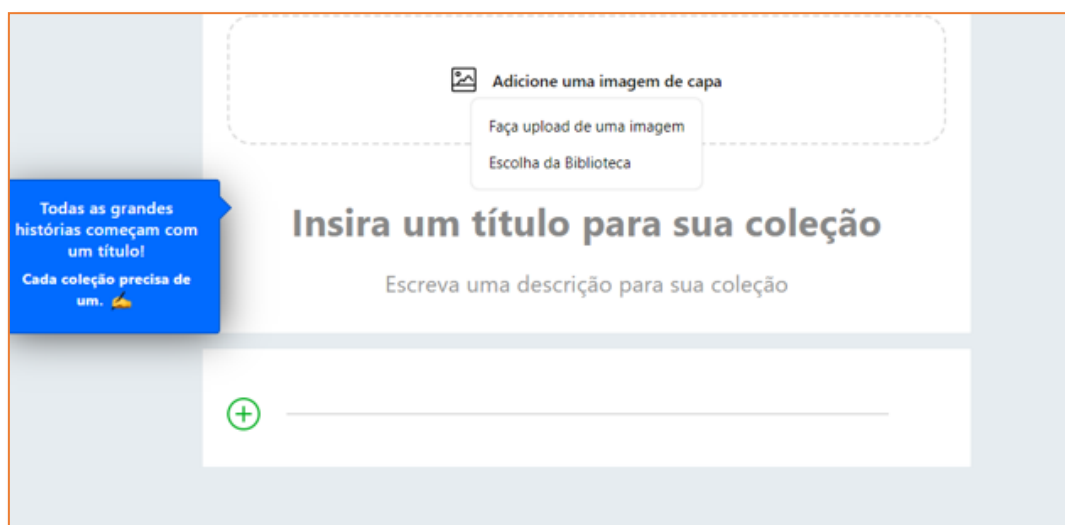 Adicione uma imagem de capa
Faça upload de uma imagem
Escolha da Biblioteca
Todas as grandes
histórias começam com
um título!
Cada coleção precisa de
um. ✍️
Insira um título para sua coleção
Escreva uma descrição para sua coleção